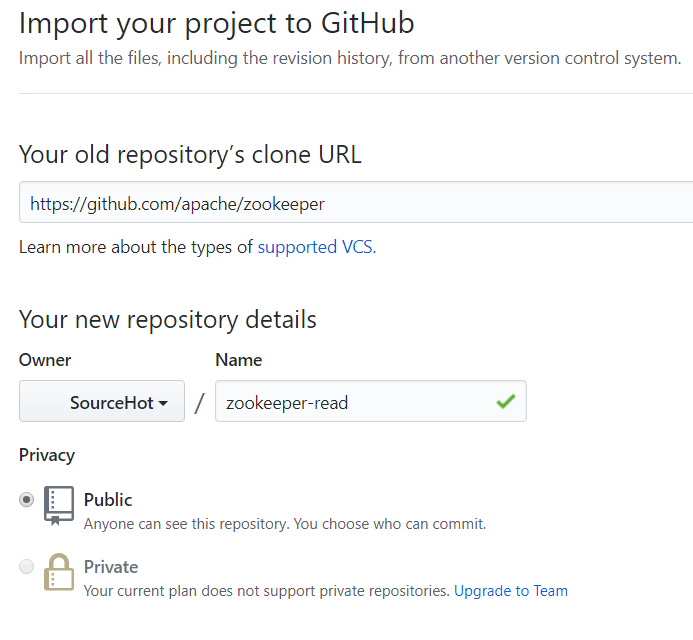 Import your project to GitHub
Import all the files, including the revision history, from another version control system.
Your old repository’s clone URL
https://github.com/apache/zookeeper
Learn more about the types of supported VCS.
Your new repository details
Owner Name
SourceHot / zookeeper-read
Privacy
Public
Anyone can see this repository. You choose who can commit.
Private
Your current plan does not support private repositories. Upgrade to Team